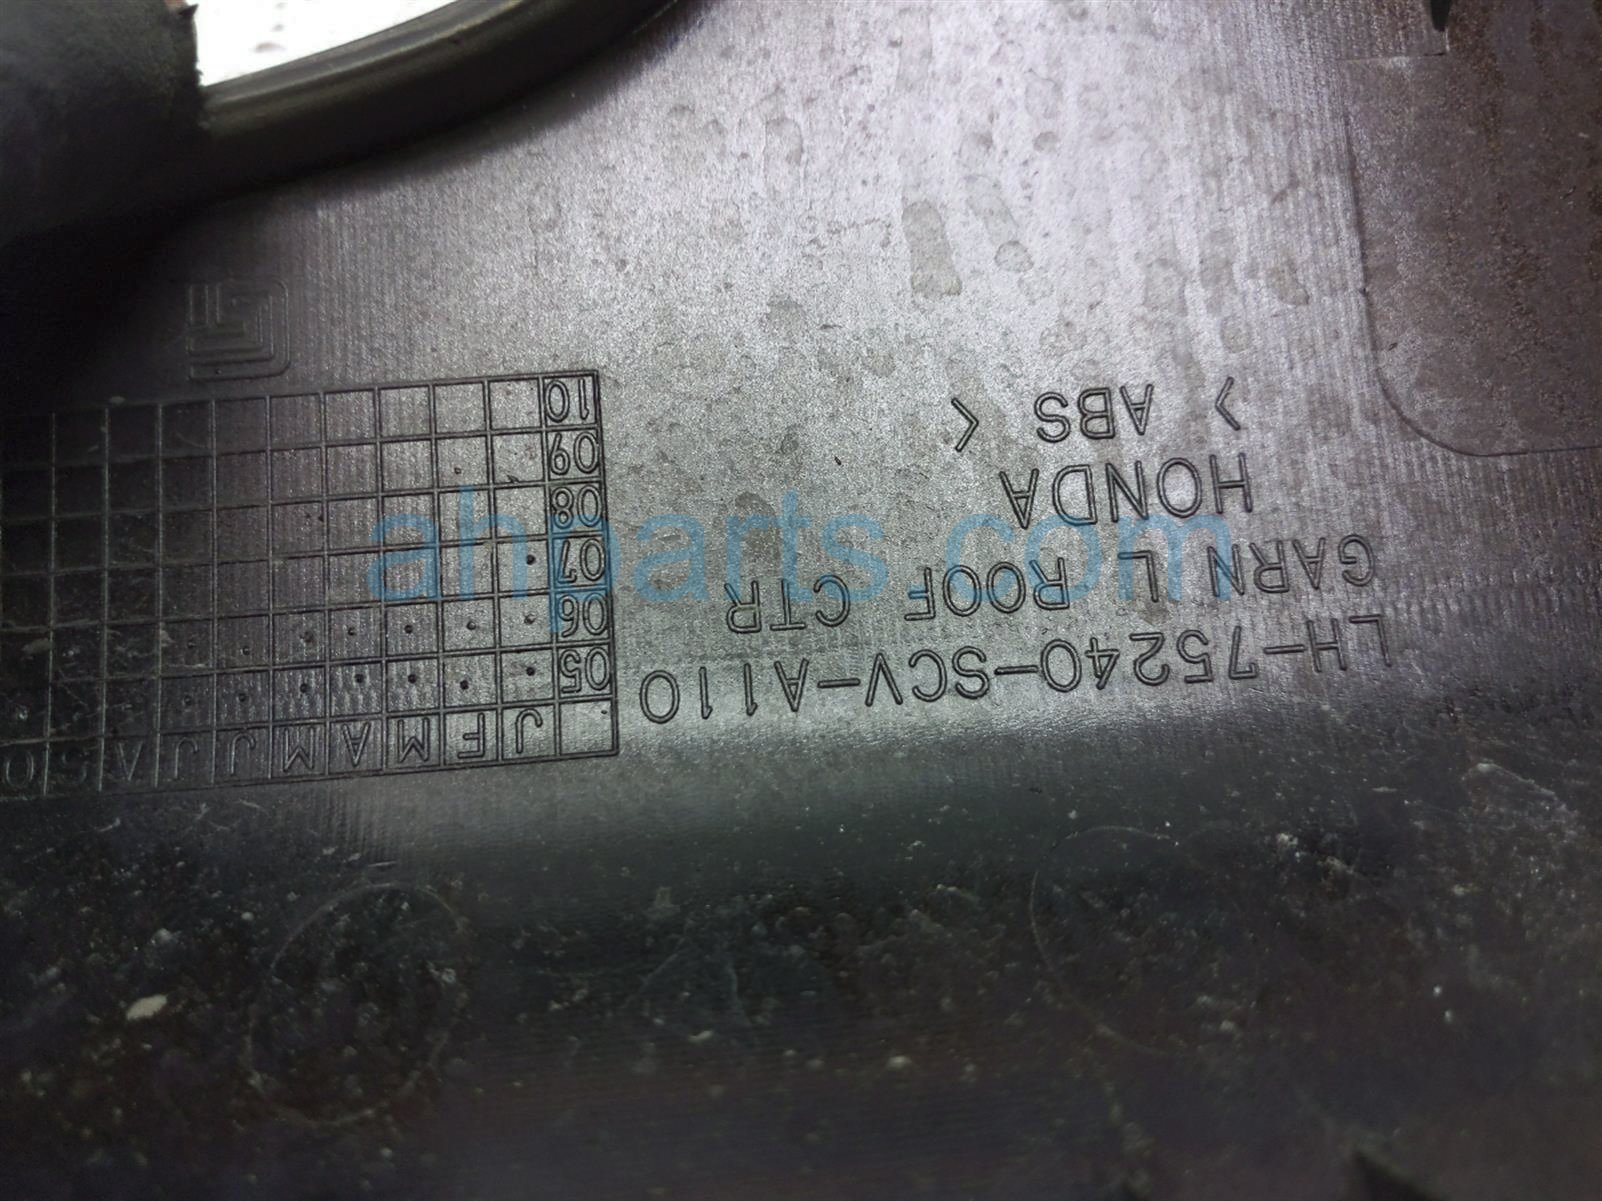 LH-75240-SCV-A110
GARN L ROOF CTR
HONDA
> ABS <
J F M A M J J A S O
05
06
07
08
09
10
ahparts.com